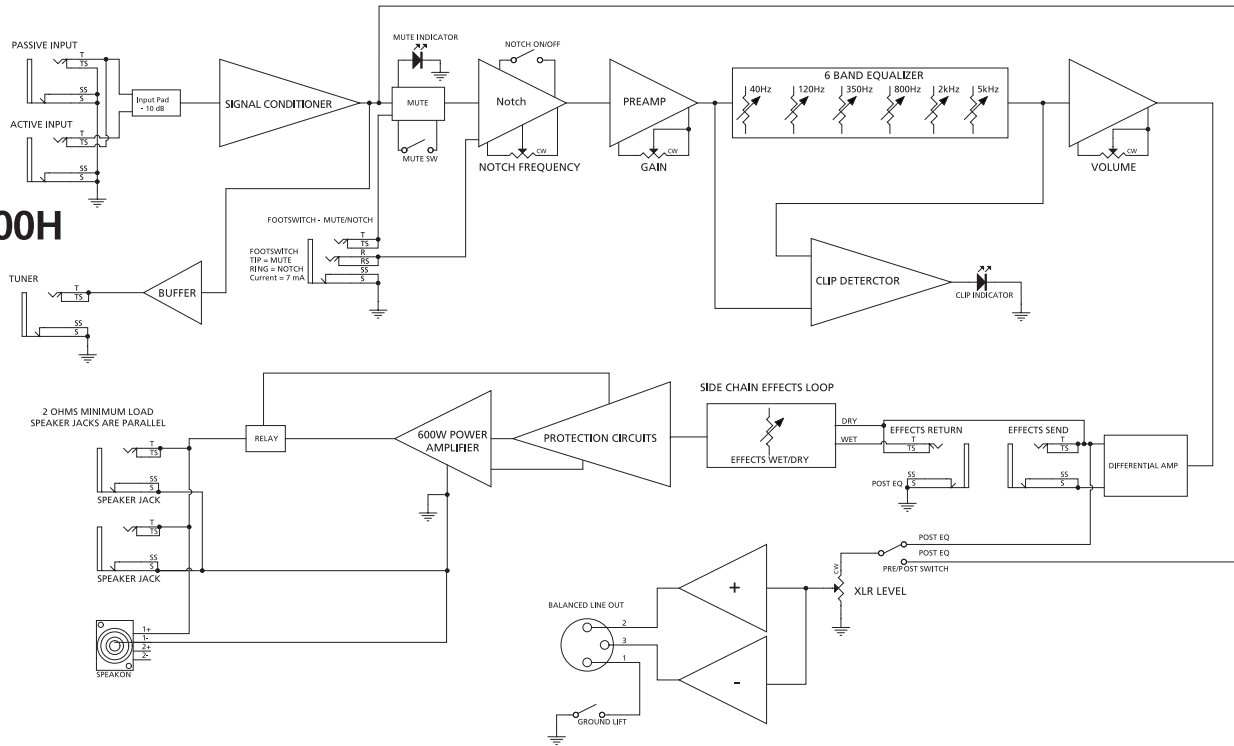 PASSIVE INPUT
T
TS
SS
S
ACTIVE INPUT
T
TS
SS
S
Input Pad
- 10 dB
SIGNAL CONDITIONER
MUTE INDICATOR
MUTE
MUTE SW
NOTCH ON/OFF
Notch
CW
NOTCH FREQUENCY
PREAMP
CW
GAIN
6 BAND EQUALIZER
40Hz 120Hz 350Hz 800Hz 2kHz 5kHz
CW
VOLUME
00H
FOOTSWITCH - MUTE/NOTCH
FOOTSWITCH
TIP = MUTE
RING = NOTCH
Current = 7 mA
T
TS
R
RS
SS
S
TUNER
T
TS
SS
S
BUFFER
CLIP DETERCTOR
CLIP INDICATOR
2 OHMS MINIMUM LOAD
SPEAKER JACKS ARE PARALLEL
T
TS
SS
S
SPEAKER JACK
T
TS
SS
S
SPEAKER JACK
1+
1-
2+
2-
SPEAKON
RELAY
600W POWER
AMPLIFIER
PROTECTION CIRCUITS
SIDE CHAIN EFFECTS LOOP
EFFECTS WET/DRY
DRY
WET
EFFECTS RETURN
T
TS
SS
S
POST EQ
EFFECTS SEND
T
TS
SS
S
DIFFERENTIAL AMP
POST EQ
POST EQ
PRE/POST SWITCH
CW
XLR LEVEL
+
-
BALANCED LINE OUT
2
3
1
GROUND LIFT